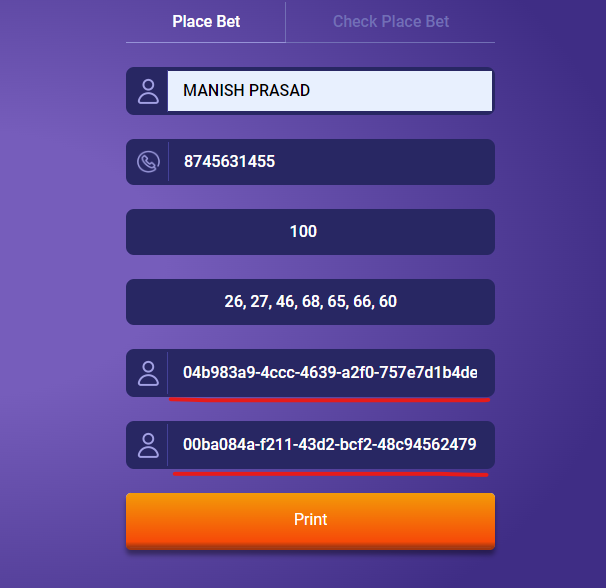 Place Bet
Check Place Bet
MANISH PRASAD
8745631455
100
26, 27, 46, 68, 65, 66, 60
04b983a9-4ccc-4639-a2f0-757e7d1b4de
00ba084a-f211-43d2-bcf2-48c94562479
Print